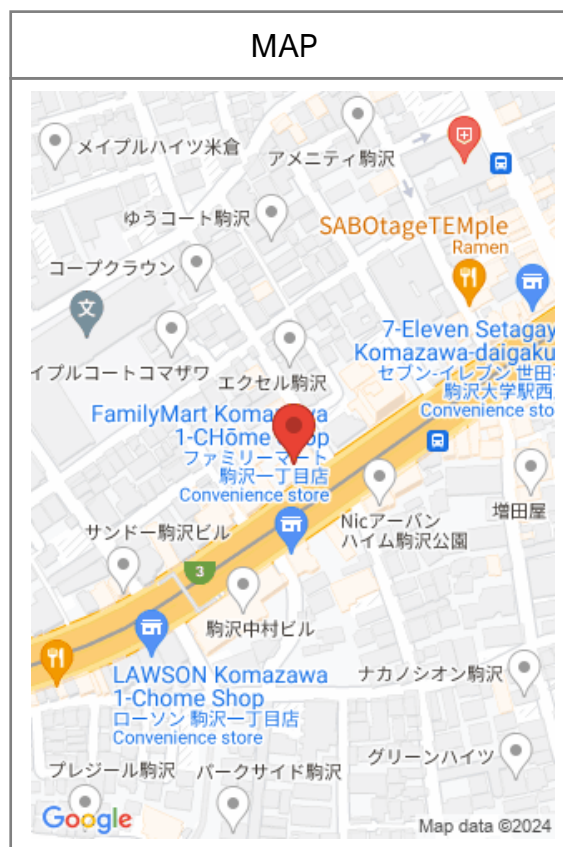 MAP
メイプルハイツ米倉
アメニティ駒沢
ゆうコート駒沢
SABOtageTEMple
Ramen
コープクラウン
文
7-Eleven Setagay
Komazawa-daigaku
セブン-イレブン 世田
駒沢大学駅西
Convenience sto
イプルコートコマザワ
エクセル駒沢
FamilyMart Komazawa
1-CHōme Shop
ファミリーマート
駒沢一丁目店
Convenience store
Nicアーバン
ハイム駒沢公園
増田屋
サンドー駒沢ビル
3
駒沢中村ビル
LAWSON Komazawa
1-Chome Shop
ローソン 駒沢一丁目店
Convenience store
ナカノシオン駒沢
グリーンハイツ
プレジール駒沢
パークサイド駒沢
Google
Map data ©2024